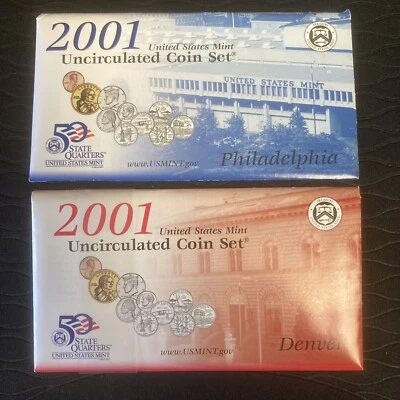 2001 United States Mint
Uncirculated Coin Set®
UNITED STATES MINT
50
STATE
QUARTERS®
UNITED STATES MINT
www.USMINT.gov
Philadelphia
2001 United States Mint
Uncirculated Coin Set®
50
STATE
QUARTERS®
UNITED STATES MINT
www.USMINT.gov
Denver